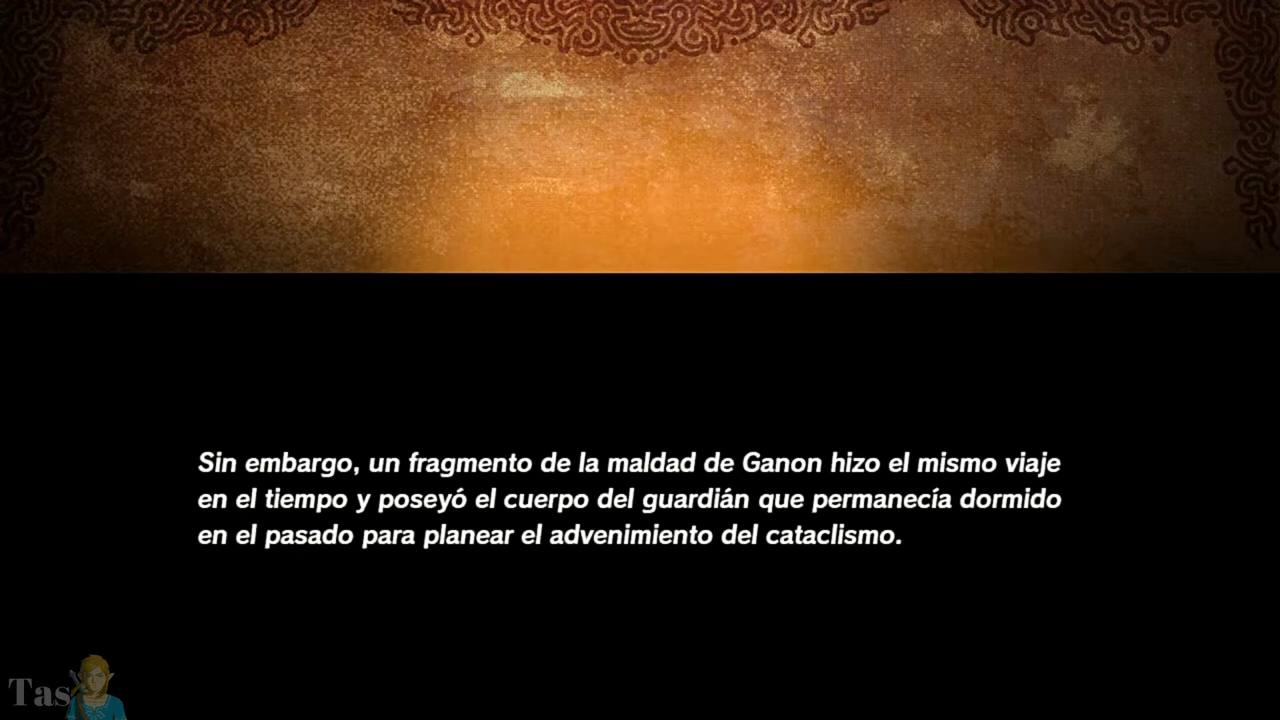 Sin embargo, un fragmento de la maldad de Ganon hizo el mismo viaje
en el tiempo y poseyó el cuerpo del guardián que permanecía dormido
en el pasado para planear el advenimiento del cataclismo.
Tas